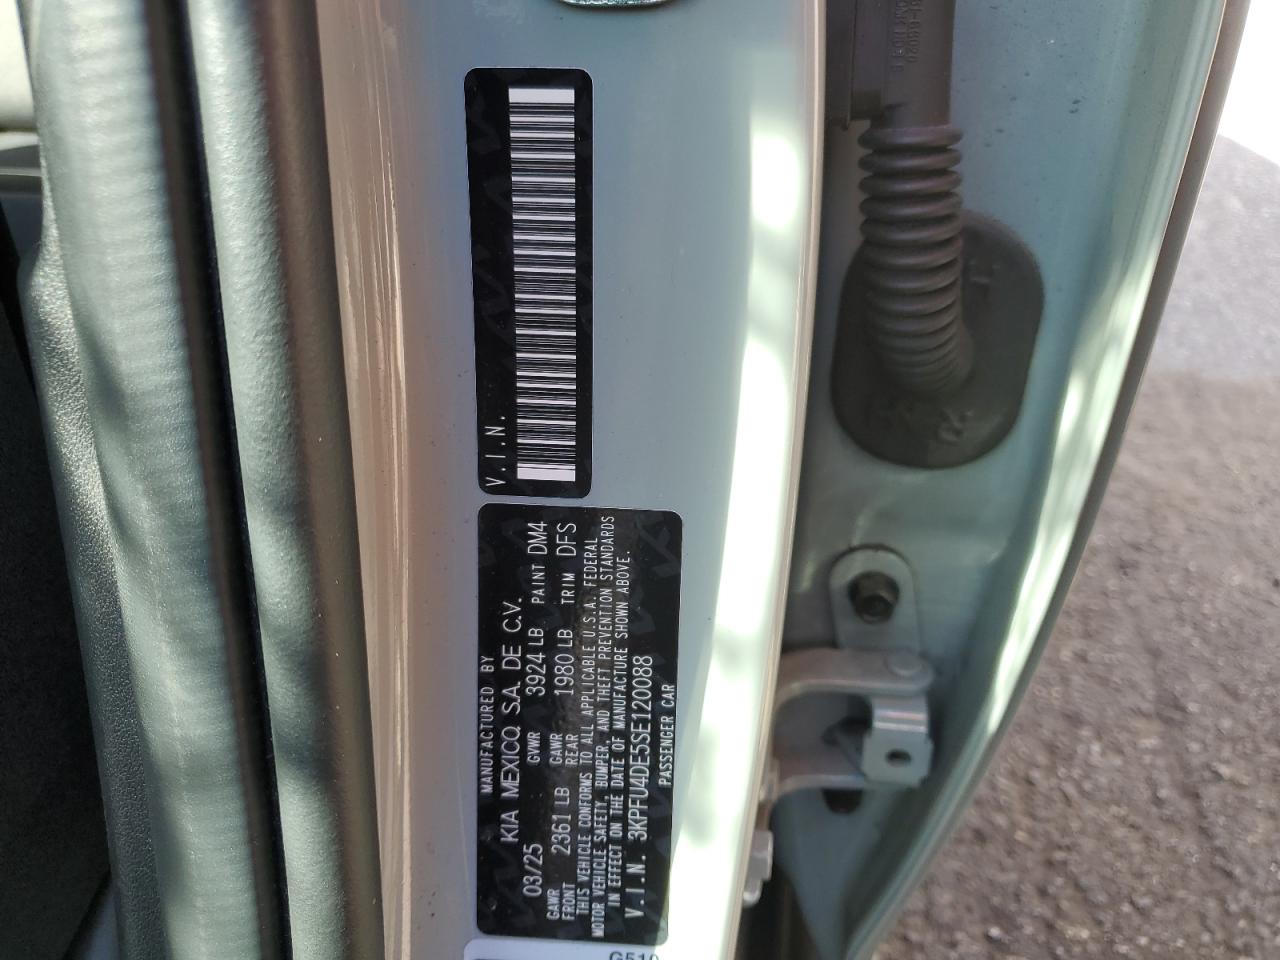 V.I.N.
MANUFACTURED BY
KIA MEXICO, S.A. DE C.V.
03/25 GVWR 3924 LB PAINT DM4
GAWR FRONT 2361 LB GAWR REAR 1980 LB TRIM DFS
THIS VEHICLE CONFORMS TO ALL APPLICABLE U.S.A. FEDERAL
MOTOR VEHICLE SAFETY, BUMPER, AND THEFT PREVENTION STANDARDS
IN EFFECT ON THE DATE OF MANUFACTURE SHOWN ABOVE.
V.I.N. 3KPFU4DE5SE120088
PASSENGER CAR
G510